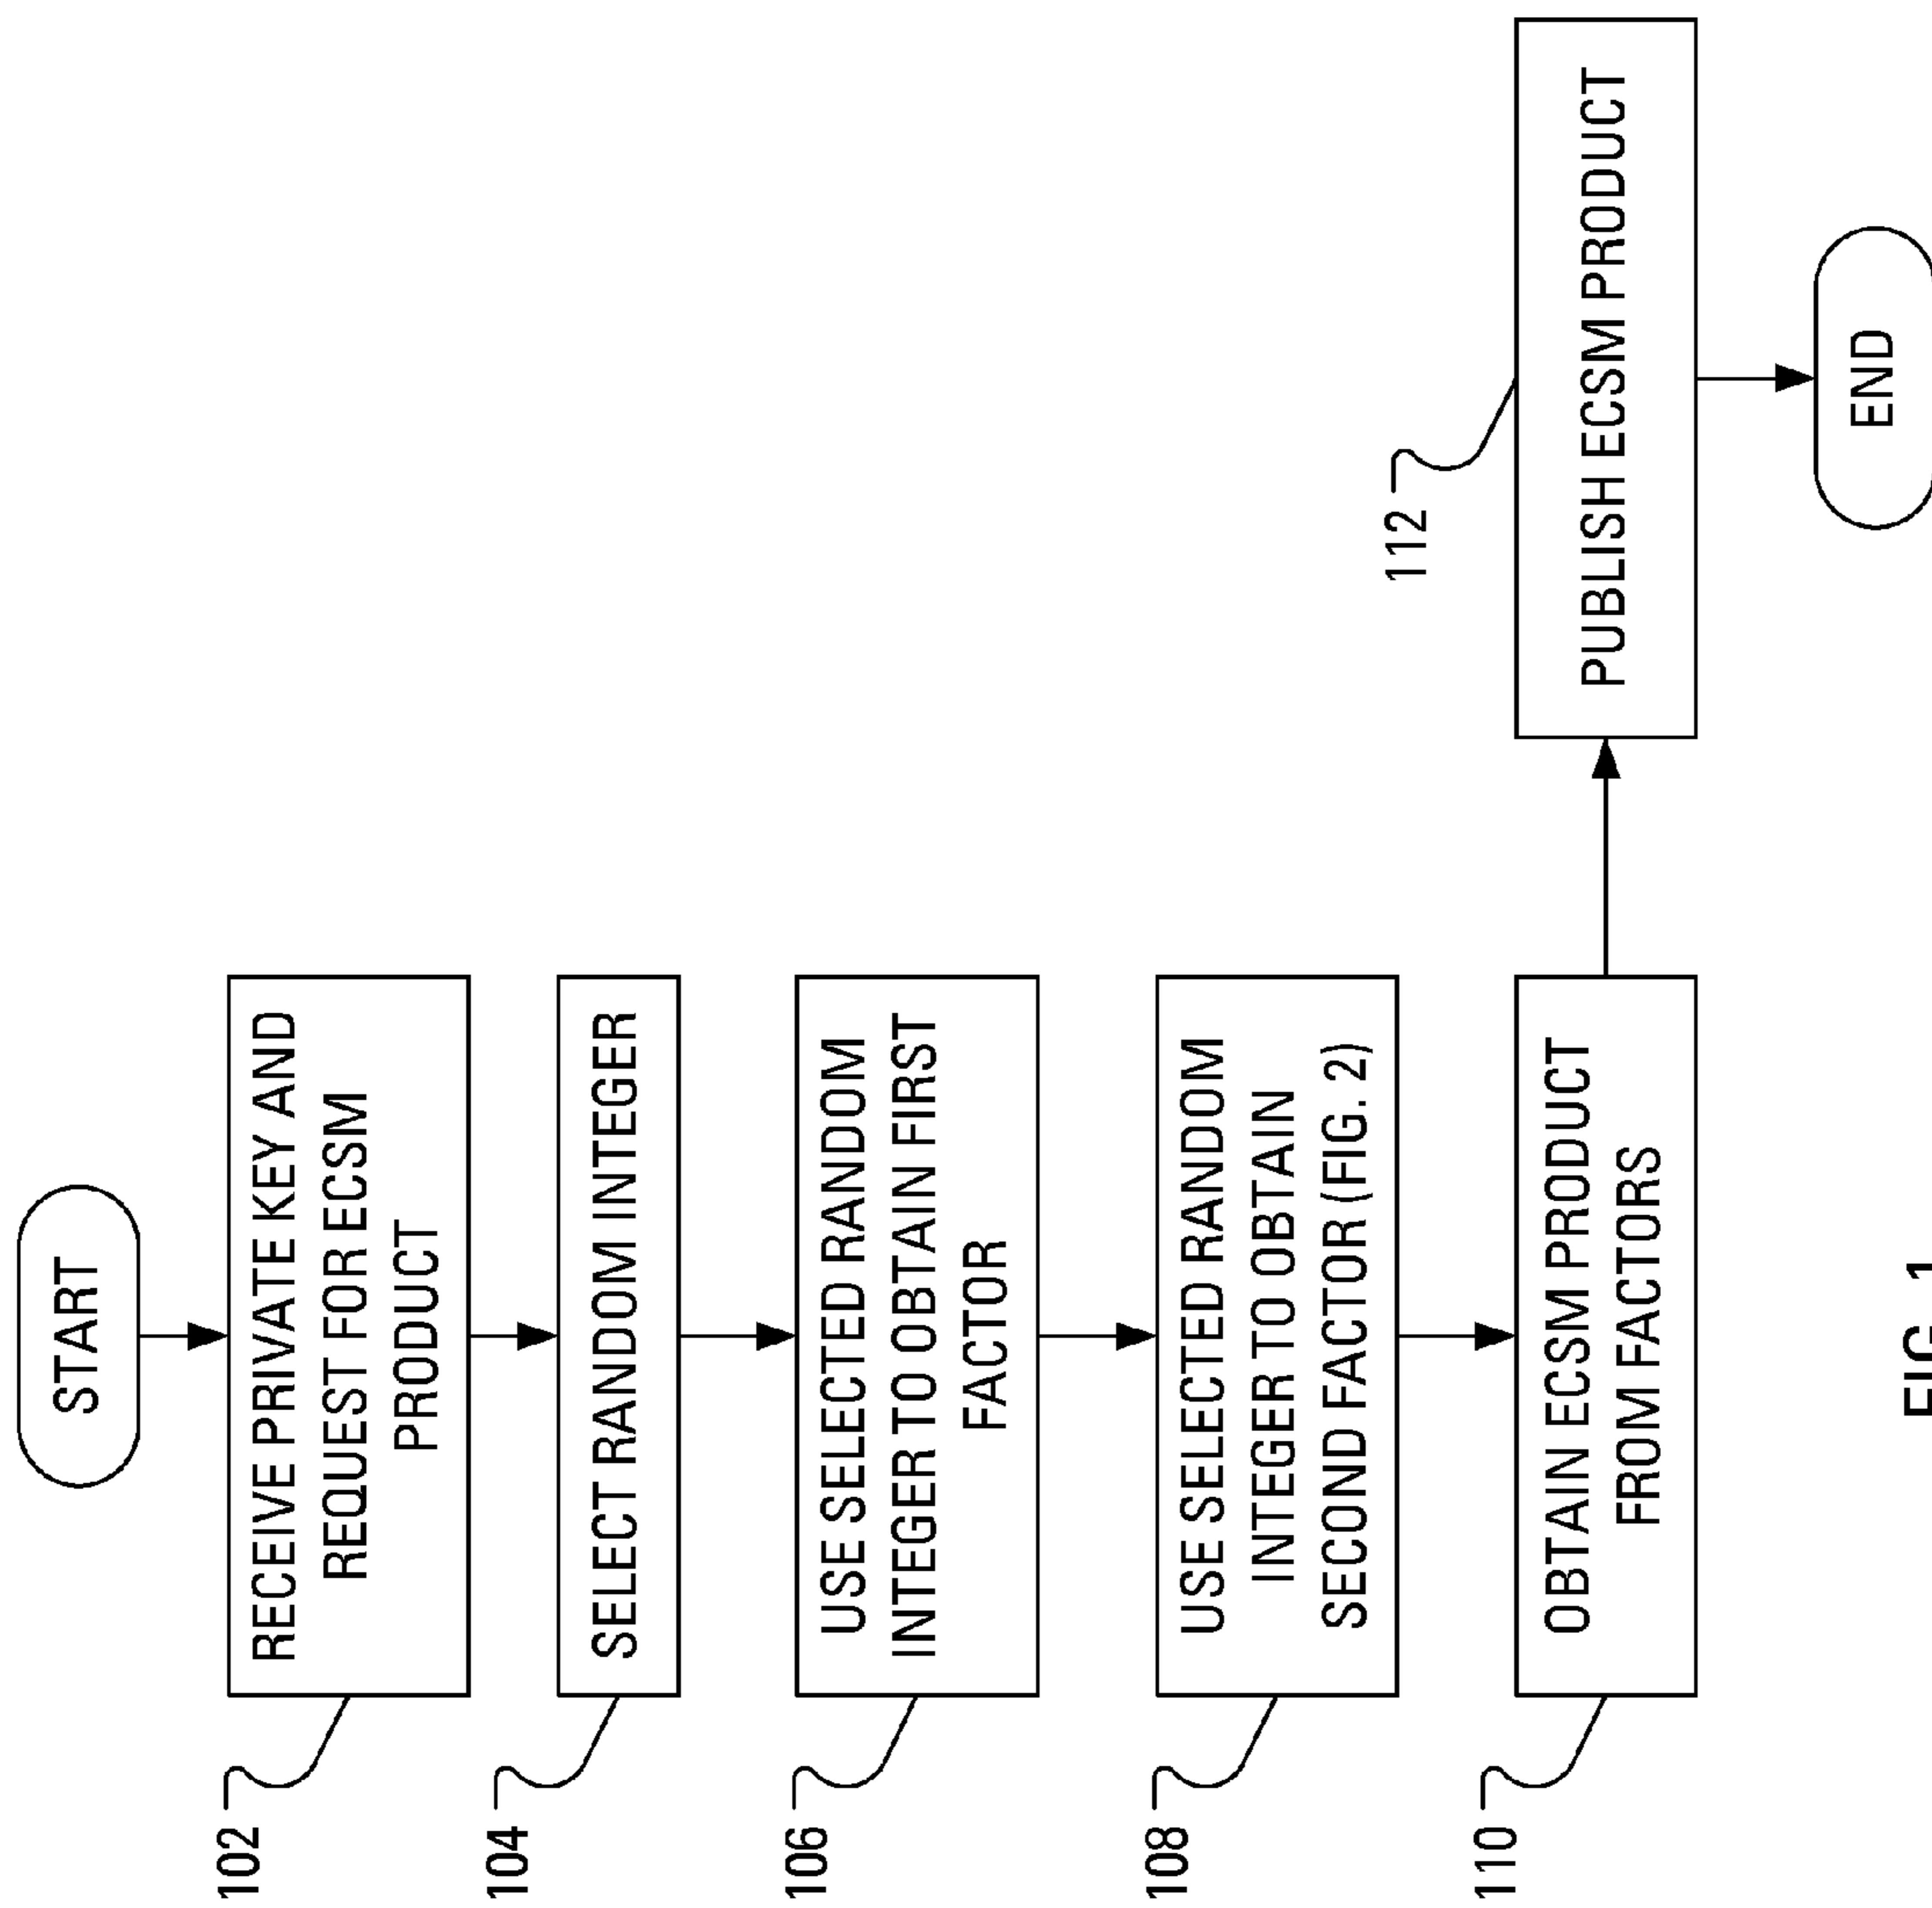 START
102
RECEIVE PRIVATE KEY AND
REQUEST FOR ECSM
PRODUCT
104
SELECT RANDOM INTEGER
106
USE SELECTED RANDOM
INTEGER TO OBTAIN FIRST
FACTOR
108
USE SELECTED RANDOM
INTEGER TO OBTAIN
SECOND FACTOR (FIG. 2)
110
OBTAIN ECSM PRODUCT
FROM FACTORS
112
PUBLISH ECSM PRODUCT
END
FIG. 1